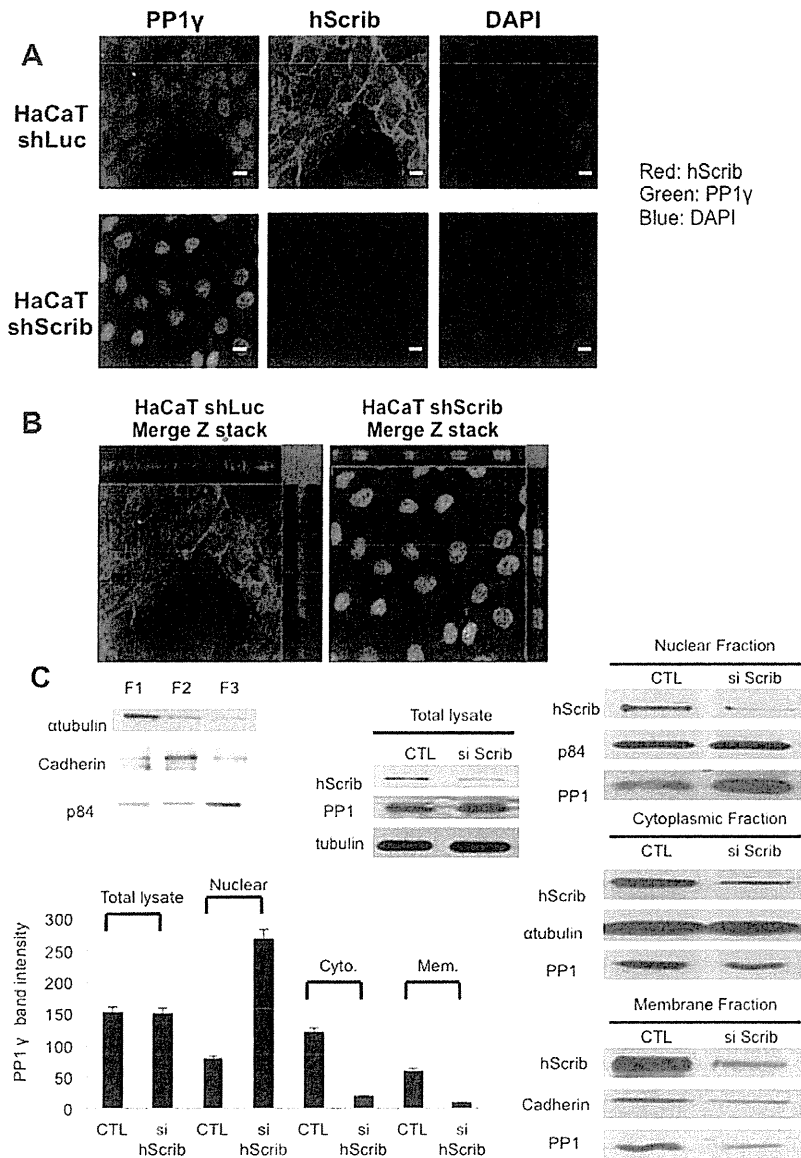 PP1γ hScrib DAPI
A
HaCaT
shLuc
Red: hScrib
Green: PP1γ
Blue: DAPI
HaCaT
shScrib
B
HaCaT shLuc
Merge Z stack
HaCaT shScrib
Merge Z stack
C
F1 F2 F3
αtubulin
Cadherin
p84
Total lysate
CTL si Scrib
hScrib
PP1
tubulin
Nuclear Fraction
CTL si Scrib
hScrib
p84
PP1
Cytoplasmic Fraction
CTL si Scrib
hScrib
αtubulin
PP1
Membrane Fraction
CTL si Scrib
hScrib
Cadherin
PP1
PP1 γ band intensity
300
250
200
150
100
50
0
Total lysate
Nuclear
Cyto.
Mem.
CTL si CTL si CTL si CTL si
hScrib hScrib hScrib hScrib